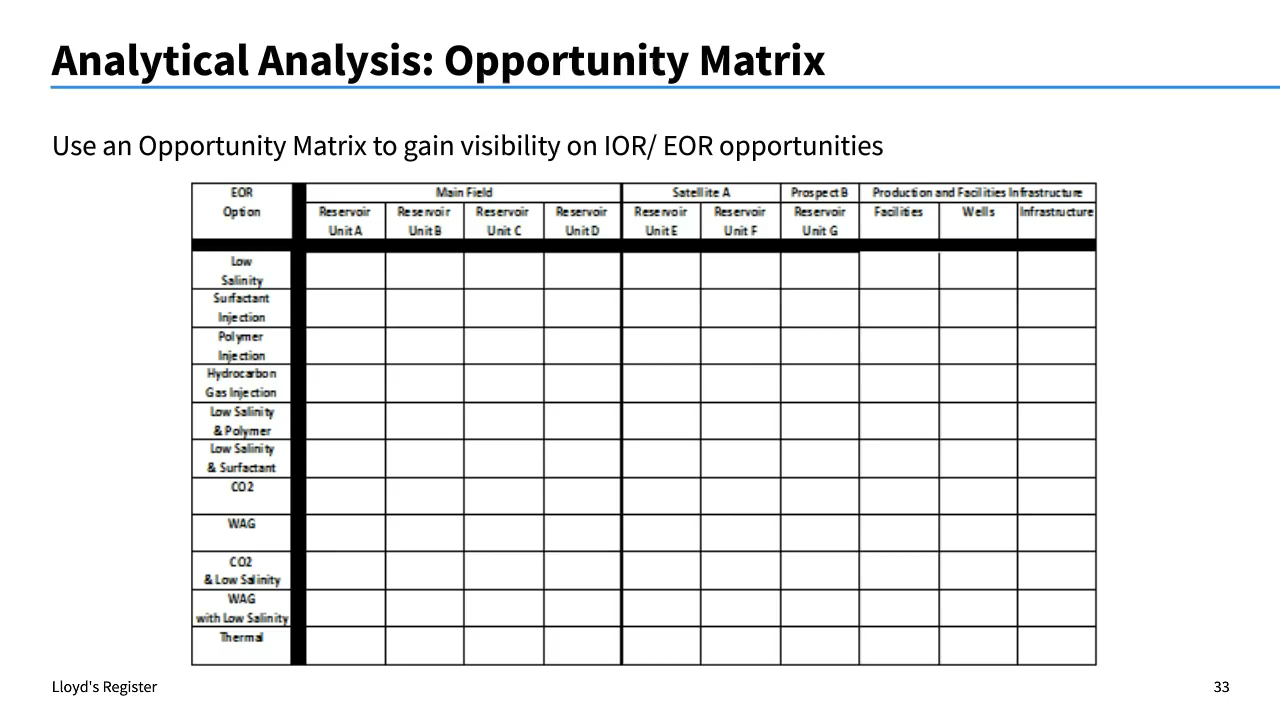 Analytical Analysis: Opportunity Matrix
Use an Opportunity Matrix to gain visibility on IOR/ EOR opportunities
EOR Main Field Satellite A Prospect B Production and Facilities Infrastructure
Option Reservoir Reservoir Reservoir Reservoir Reservoir Reservoir Reservoir Facilities Wells Infrastructure
Unit A Unit B Unit C Unit D Unit E Unit F Unit G
Low
Salinity
Surfactant
Injection
Polymer
Injection
Hydrocarbon
Gas Injection
Low Salinity
& Polymer
Low Salinity
& Surfactant
CO2
WAG
CO2
& Low Salinity
WAG
with Low Salinity
Thermal
Lloyd's Register 33